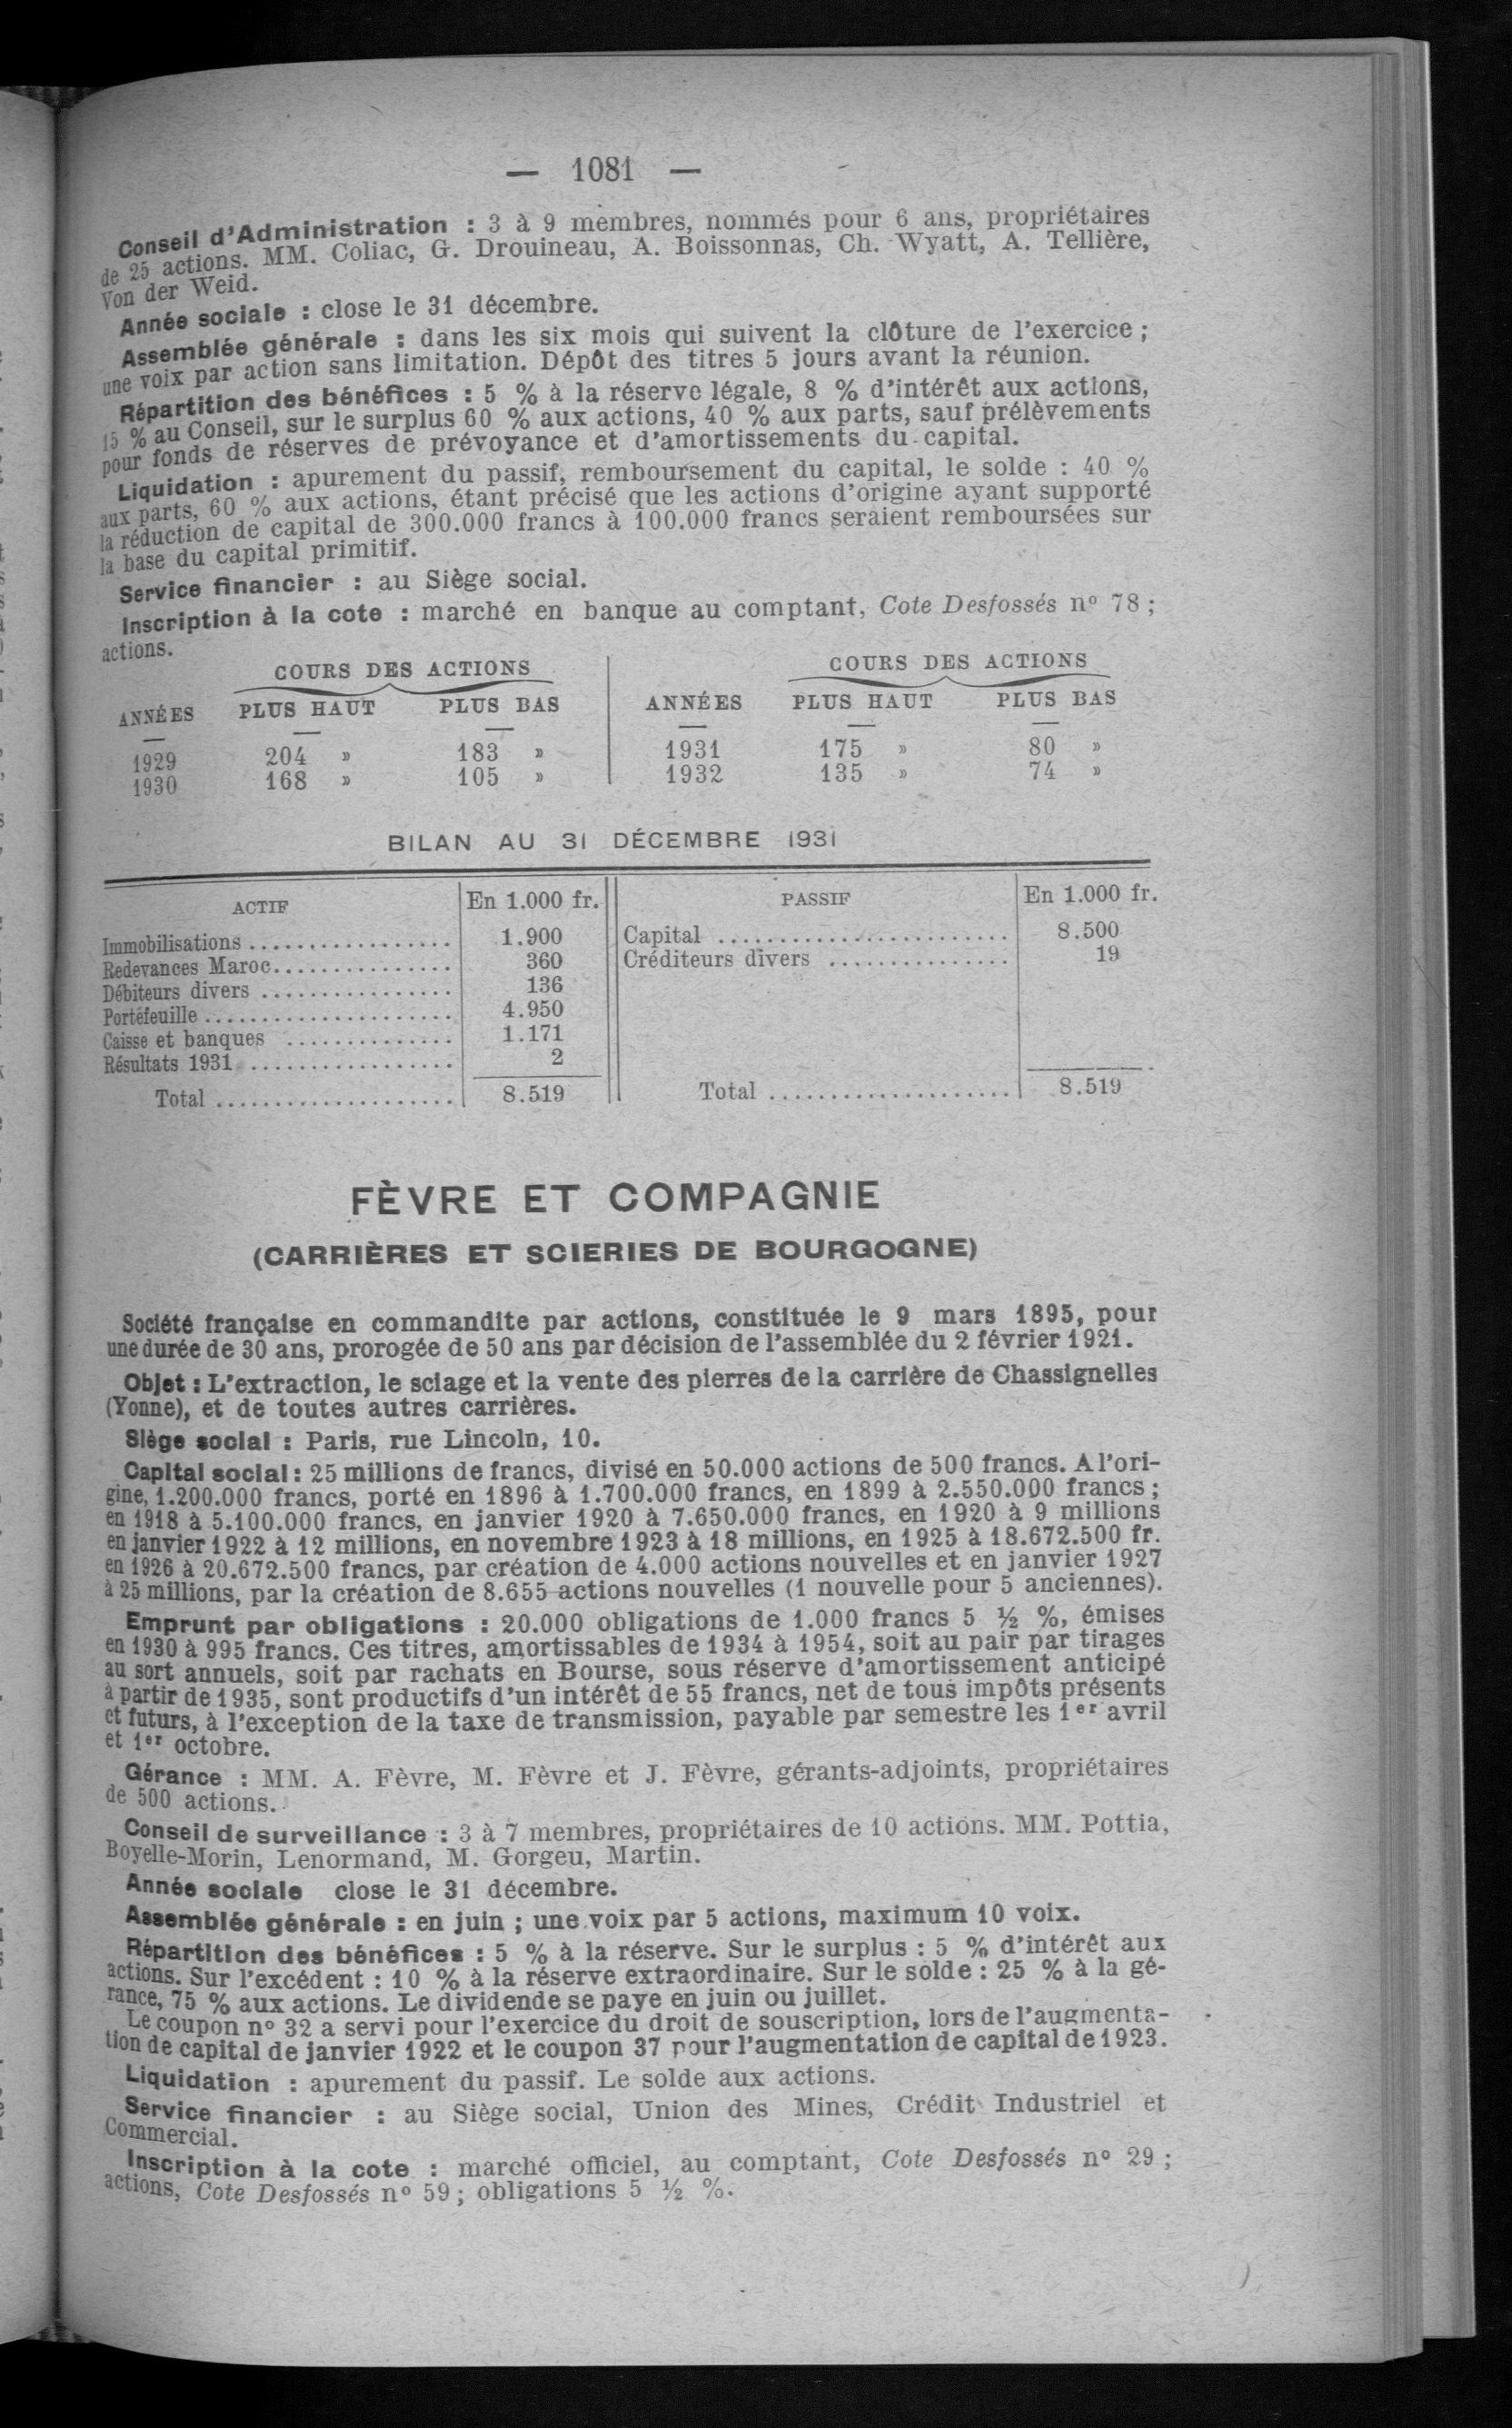 — 1081 —
Conseil d'Administration : 3 à 9 membres, nommés pour 6 ans, propriétaires
de 25 actions. MM. Coliac, G. Drouineau, A. Boissonnas, Ch. Wyatt, A. Tellière,
Von der Weid.
Année sociale : close le 31 décembre.
Assemblée générale : dans les six mois qui suivent la clôture de l'exercice ;
une voix par action sans limitation. Dépôt des titres 5 jours avant la réunion.
Répartition des bénéfices : 5 % à la réserve légale, 8 % d'intérêt aux actions,
15 % au Conseil, sur le surplus 60 % aux actions, 40 % aux parts, sauf prélèvements
pour fonds de réserves de prévoyance et d'amortissements du capital.
Liquidation : apurement du passif, remboursement du capital, le solde : 40 %
aux parts, 60 % aux actions, étant précisé que les actions d'origine ayant supporté
la réduction de capital de 300.000 francs à 100.000 francs seraient remboursées sur
la base du capital primitif.
Service financier : au Siège social.
Inscription à la cote : marché en banque au comptant, Cote Desfossés nº 78 ;
actions.
COURS DES ACTIONS COURS DES ACTIONS
ANNÉES PLUS HAUT PLUS BAS ANNÉES PLUS HAUT PLUS BAS
1929 204 » 183 » 1931 175 » 80 »
1930 168 » 105 » 1932 135 » 74 »
BILAN AU 31 DÉCEMBRE 1931
ACTIF En 1.000 fr. PASSIF En 1.000 fr.
Immobilisations ................. 1.900 Capital ........................ 8.500
Redevances Maroc............... 360 Créditeurs divers ............... 19
Débiteurs divers ................ 136
Portefeuille ..................... 4.950
Caisse et banques .............. 1.171
Résultats 1931 ................. 2
Total .................... 8.519 Total .................... 8.519
FÈVRE ET COMPAGNIE
(CARRIÈRES ET SCIERIES DE BOURGOGNE)
Société française en commandite par actions, constituée le 9 mars 1895, pour
une durée de 30 ans, prorogée de 50 ans par décision de l'assemblée du 2 février 1921.
Objet : L'extraction, le sciage et la vente des pierres de la carrière de Chassignelles
(Yonne), et de toutes autres carrières.
Siège social : Paris, rue Lincoln, 10.
Capital social : 25 millions de francs, divisé en 50.000 actions de 500 francs. A l'ori-
gine, 1.200.000 francs, porté en 1896 à 1.700.000 francs, en 1899 à 2.550.000 francs ;
en 1918 à 5.100.000 francs, en janvier 1920 à 7.650.000 francs, en 1920 à 9 millions
en janvier 1922 à 12 millions, en novembre 1923 à 18 millions, en 1925 à 18.672.500 fr.
en 1926 à 20.672.500 francs, par création de 4.000 actions nouvelles et en janvier 1927
à 25 millions, par la création de 8.655 actions nouvelles (1 nouvelle pour 5 anciennes).
Emprunt par obligations : 20.000 obligations de 1.000 francs 5 ½ %, émises
en 1930 à 995 francs. Ces titres, amortissables de 1934 à 1954, soit au pair par tirages
au sort annuels, soit par rachats en Bourse, sous réserve d'amortissement anticipé
à partir de 1935, sont productifs d'un intérêt de 55 francs, net de tous impôts présents
et futurs, à l'exception de la taxe de transmission, payable par semestre les 1er avril
et 1er octobre.
Gérance : MM. A. Fèvre, M. Fèvre et J. Fèvre, gérants-adjoints, propriétaires
de 500 actions.
Conseil de surveillance : 3 à 7 membres, propriétaires de 10 actions. MM. Pottia,
Boyelle-Morin, Lenormand, M. Gorgeu, Martin.
Année sociale close le 31 décembre.
Assemblée générale : en juin ; une voix par 5 actions, maximum 10 voix.
Répartition des bénéfices : 5 % à la réserve. Sur le surplus : 5 % d'intérêt aux
actions. Sur l'excédent : 10 % à la réserve extraordinaire. Sur le solde : 25 % à la gé-
rance, 75 % aux actions. Le dividende se paye en juin ou juillet.
Le coupon nº 32 a servi pour l'exercice du droit de souscription, lors de l'augmenta-
tion de capital de janvier 1922 et le coupon 37 pour l'augmentation de capital de 1923.
Liquidation : apurement du passif. Le solde aux actions.
Service financier : au Siège social, Union des Mines, Crédit Industriel et
Commercial.
Inscription à la cote : marché officiel, au comptant, Cote Desfossés nº 29 ;
actions, Cote Desfossés nº 59 ; obligations 5 ½ %.